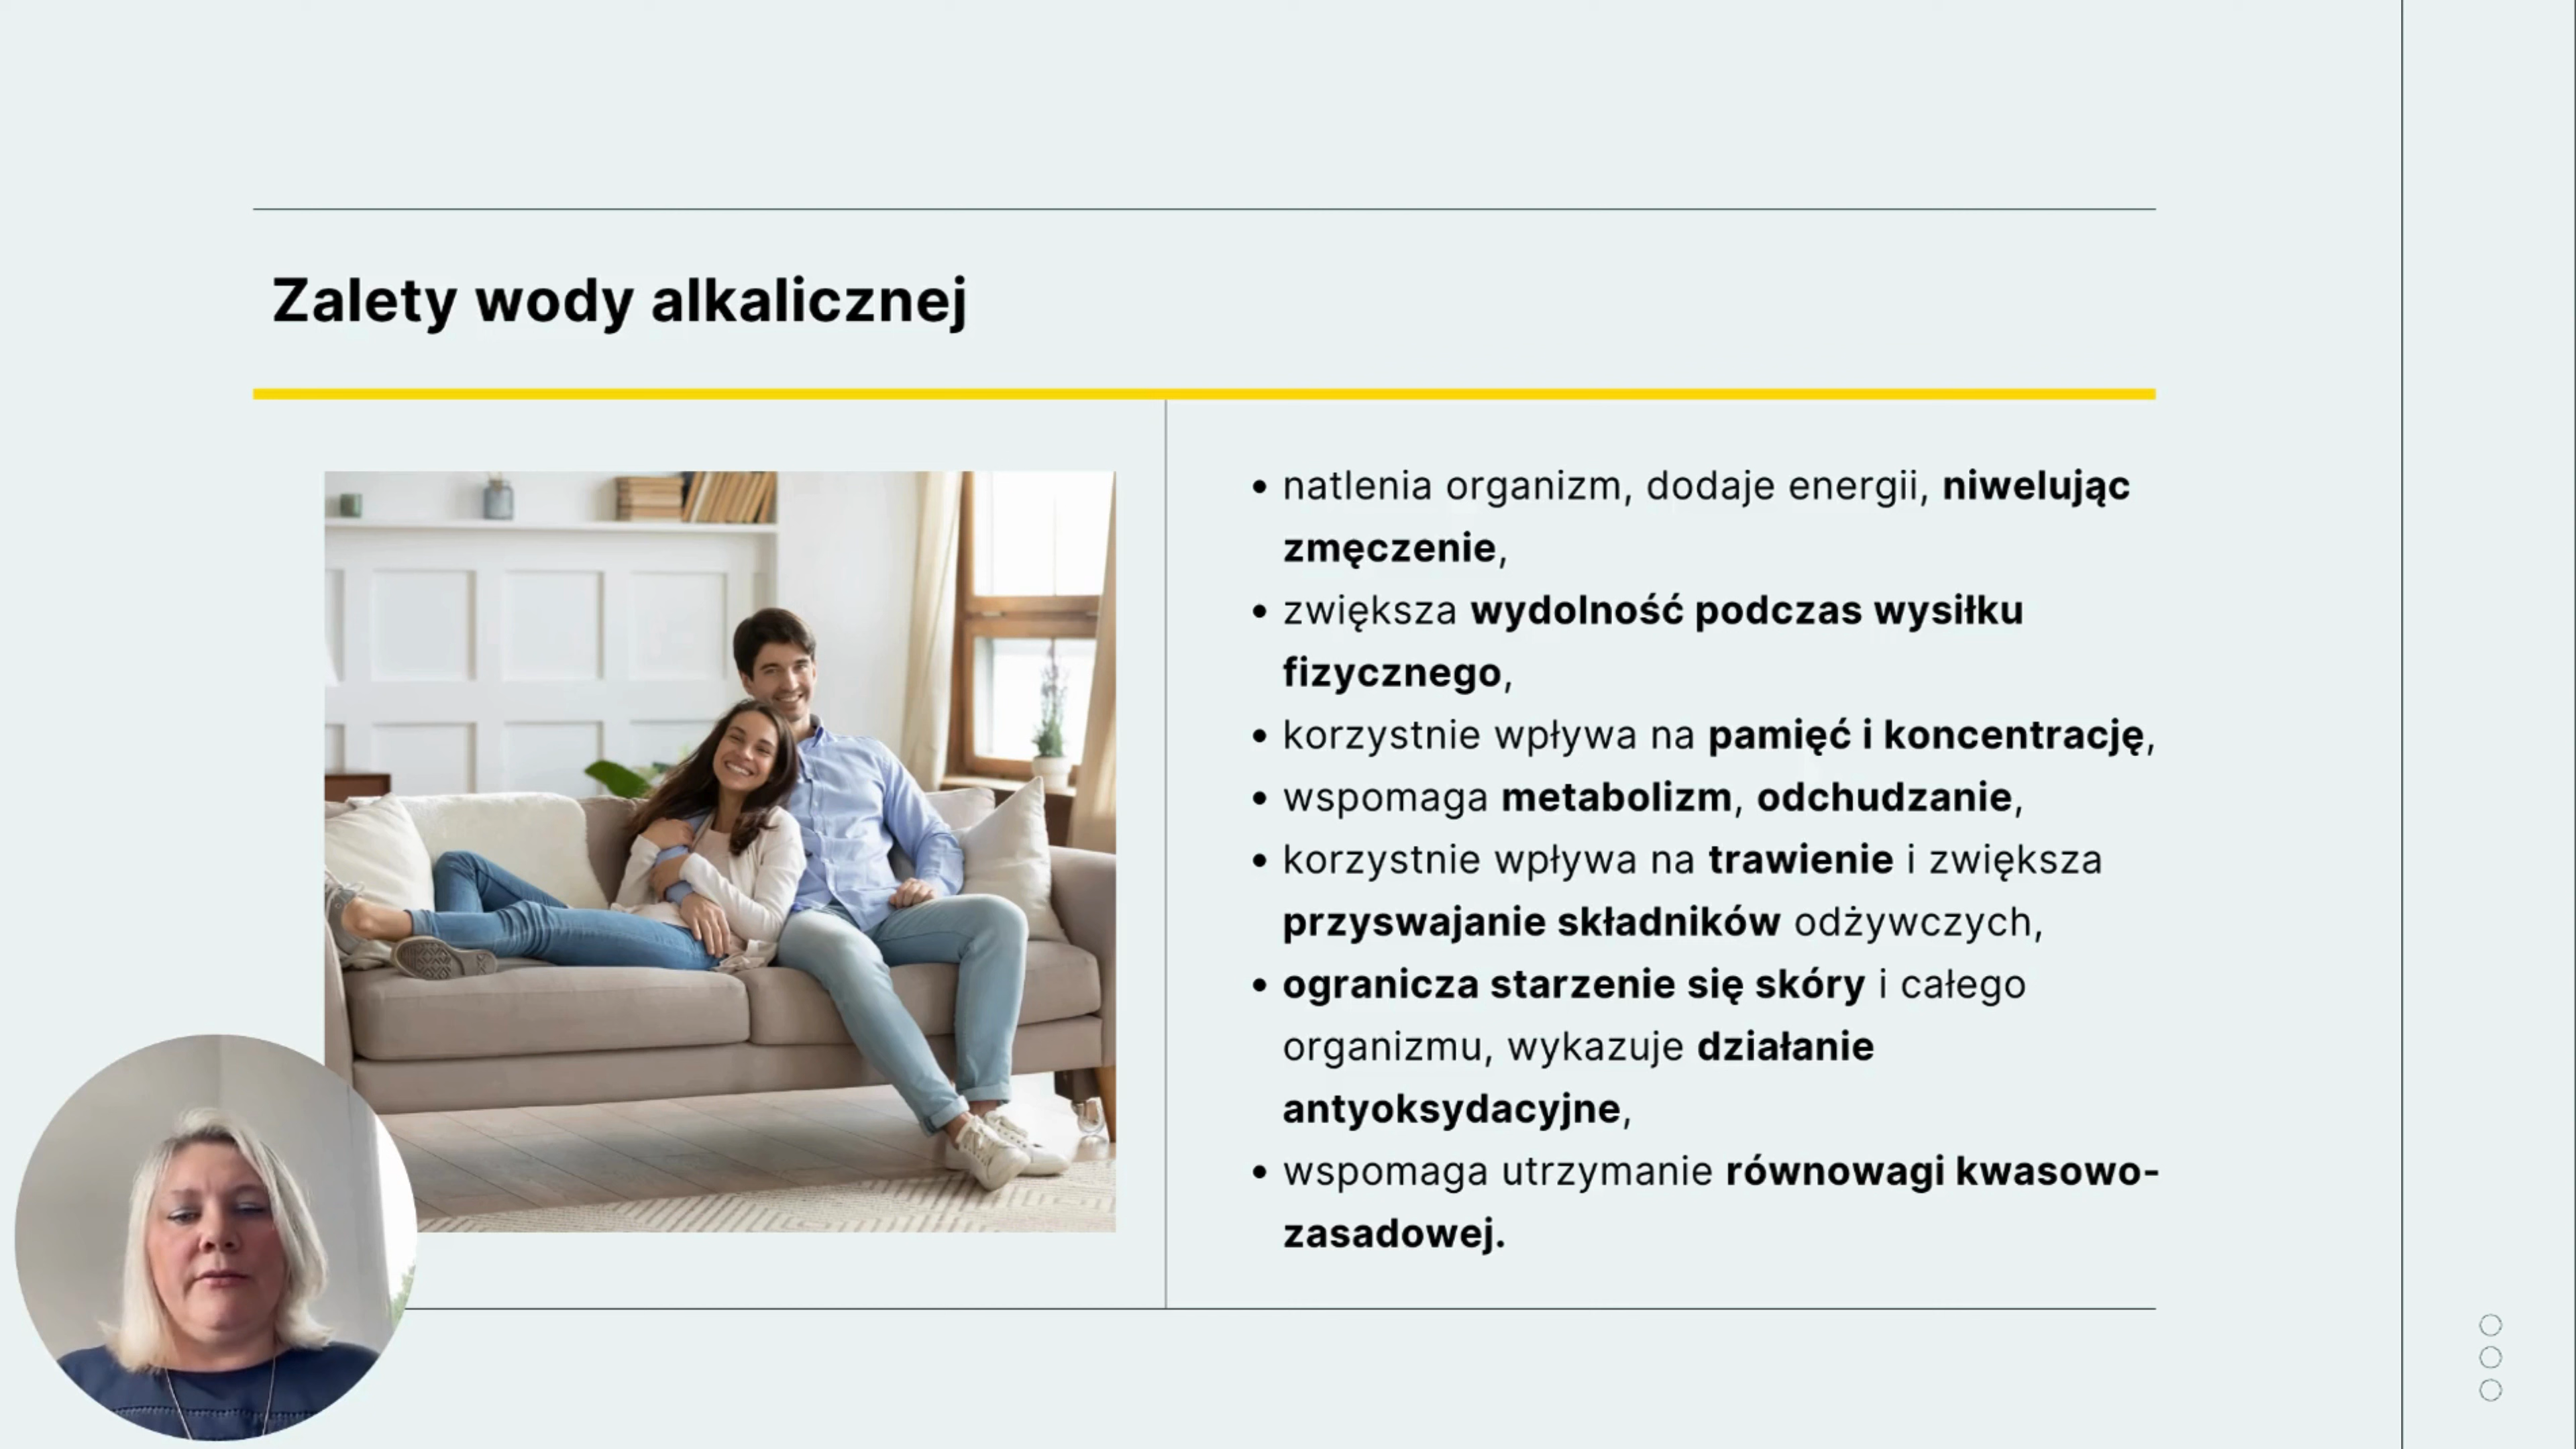 Zalety wody alkalicznej
• natlenia organizm, dodaje energii, niwelując
zmęczenie,
• zwiększa wydolność podczas wysiłku
fizycznego,
• korzystnie wpływa na pamięć i koncentrację,
• wspomaga metabolizm, odchudzanie,
• korzystnie wpływa na trawienie i zwiększa
przyswajanie składników odżywczych,
• ogranicza starzenie się skóry i całego
organizmu, wykazuje działanie
antyoksydacyjne,
• wspomaga utrzymanie równowagi kwasowo-
zasadowej.